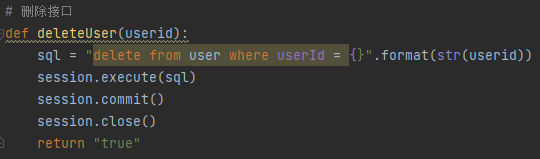 # 删除接口
def deleteUser(userid):
    sql = "delete from user where userId = {}".format(str(userid))
    session.execute(sql)
    session.commit()
    session.close()
    return "true"